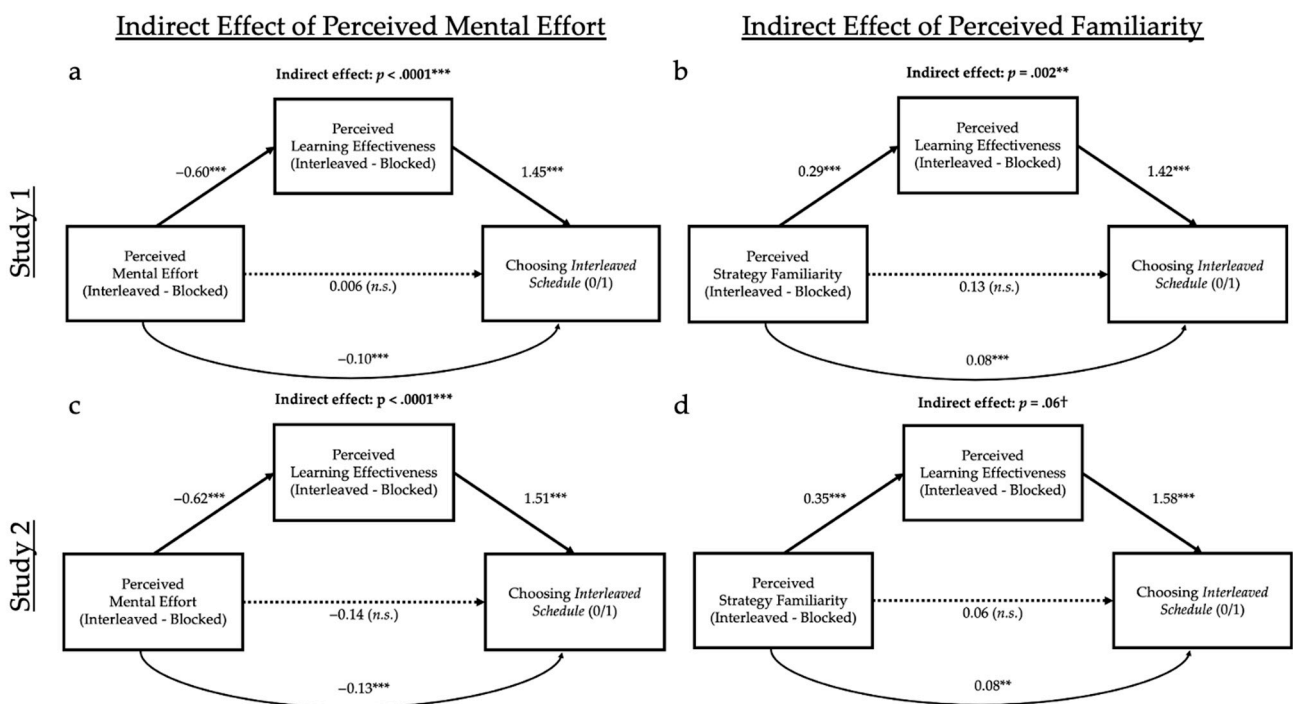 Indirect Effect of Perceived Mental Effort
Indirect Effect of Perceived Familiarity
Study 1
a
Indirect effect: p < .0001***
Perceived
Learning Effectiveness
(Interleaved - Blocked)
−0.60***
1.45***
Perceived
Mental Effort
(Interleaved - Blocked)
0.006 (n.s.)
Choosing Interleaved
Schedule (0/1)
−0.10***
b
Indirect effect: p = .002**
Perceived
Learning Effectiveness
(Interleaved - Blocked)
0.29***
1.42***
Perceived
Strategy Familiarity
(Interleaved - Blocked)
0.13 (n.s.)
Choosing Interleaved
Schedule (0/1)
0.08***
Study 2
c
Indirect effect: p < .0001***
Perceived
Learning Effectiveness
(Interleaved - Blocked)
−0.62***
1.51***
Perceived
Mental Effort
(Interleaved - Blocked)
−0.14 (n.s.)
Choosing Interleaved
Schedule (0/1)
−0.13***
d
Indirect effect: p = .06†
Perceived
Learning Effectiveness
(Interleaved - Blocked)
0.35***
1.58***
Perceived
Strategy Familiarity
(Interleaved - Blocked)
0.06 (n.s.)
Choosing Interleaved
Schedule (0/1)
0.08**